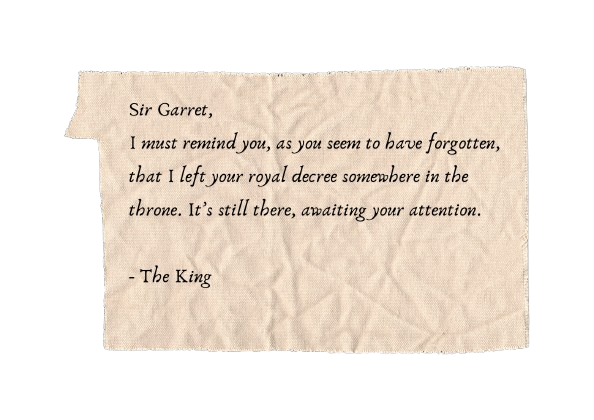 Sir Garret,
I must remind you, as you seem to have forgotten,
that I left your royal decree somewhere in the
throne. It's still there, awaiting your attention.
- The King